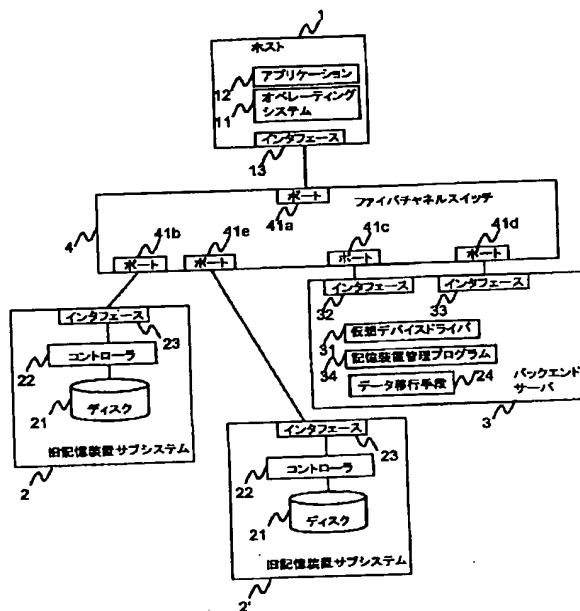 1
ホスト
12
アプリケーション
11
オペレーティング
システム
インタフェース
13
ポート
ファイバチャネルスイッチ
41a
4
41b
41e
41c
41d
ポート
ポート
ポート
ポート
インタフェース
23
22
コントローラ
21
ディスク
旧記憶装置サブシステム
2
インタフェース
インタフェース
32
33
31
仮想デバイスドライバ
34
記憶装置管理プログラム
データ移行手段
24
バックエンド
サーバ
3
インタフェース
23
22
コントローラ
21
ディスク
旧記憶装置サブシステム
2'